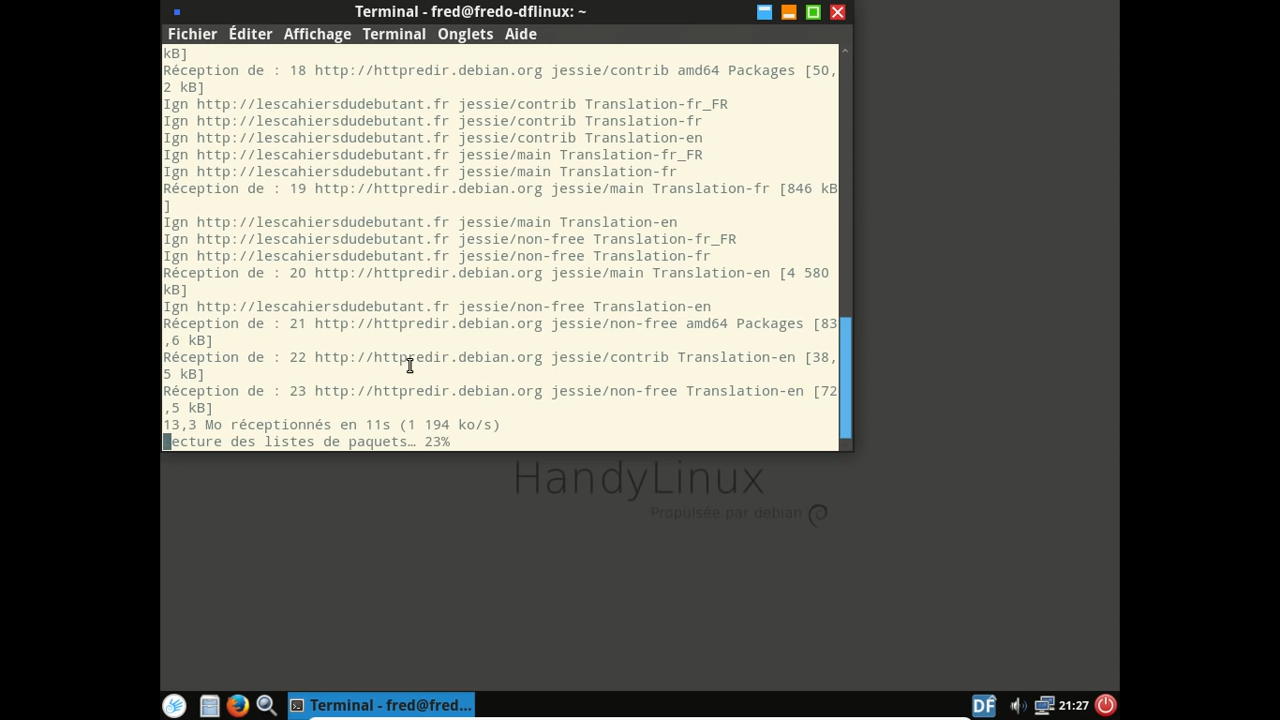 Terminal - fred@fredo-dflinux: ~
Fichier Éditer Affichage Terminal Onglets Aide
kB]
Réception de : 18 http://httpredir.debian.org jessie/contrib amd64 Packages [50,
2 kB]
Ign http://lescahiersdudebutant.fr jessie/contrib Translation-fr_FR
Ign http://lescahiersdudebutant.fr jessie/contrib Translation-fr
Ign http://lescahiersdudebutant.fr jessie/contrib Translation-en
Ign http://lescahiersdudebutant.fr jessie/main Translation-fr_FR
Ign http://lescahiersdudebutant.fr jessie/main Translation-fr
Réception de : 19 http://httpredir.debian.org jessie/main Translation-fr [846 kB
]
Ign http://lescahiersdudebutant.fr jessie/main Translation-en
Ign http://lescahiersdudebutant.fr jessie/non-free Translation-fr_FR
Ign http://lescahiersdudebutant.fr jessie/non-free Translation-fr
Réception de : 20 http://httpredir.debian.org jessie/main Translation-en [4 580
kB]
Ign http://lescahiersdudebutant.fr jessie/non-free Translation-en
Réception de : 21 http://httpredir.debian.org jessie/non-free amd64 Packages [83
,6 kB]
Réception de : 22 http://httpredir.debian.org jessie/contrib Translation-en [38,
5 kB]
Réception de : 23 http://httpredir.debian.org jessie/non-free Translation-en [72
,5 kB]
13,3 Mo réceptionnés en 11s (1 194 ko/s)
ecture des listes de paquets… 23%
HandyLinux
Propulsée par debian
Terminal - fred@fred...
DF
21:27